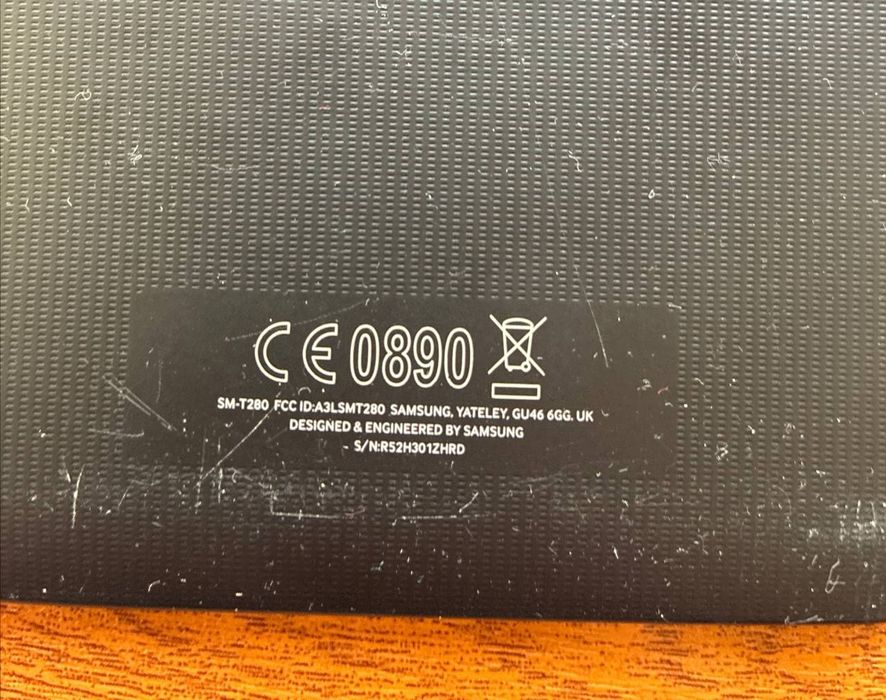 CE 0890
SM-T280 FCC ID:A3LSMT280 SAMSUNG, YATELEY, GU46 6GG. UK
DESIGNED & ENGINEERED BY SAMSUNG
S/N:R52H301ZHRD